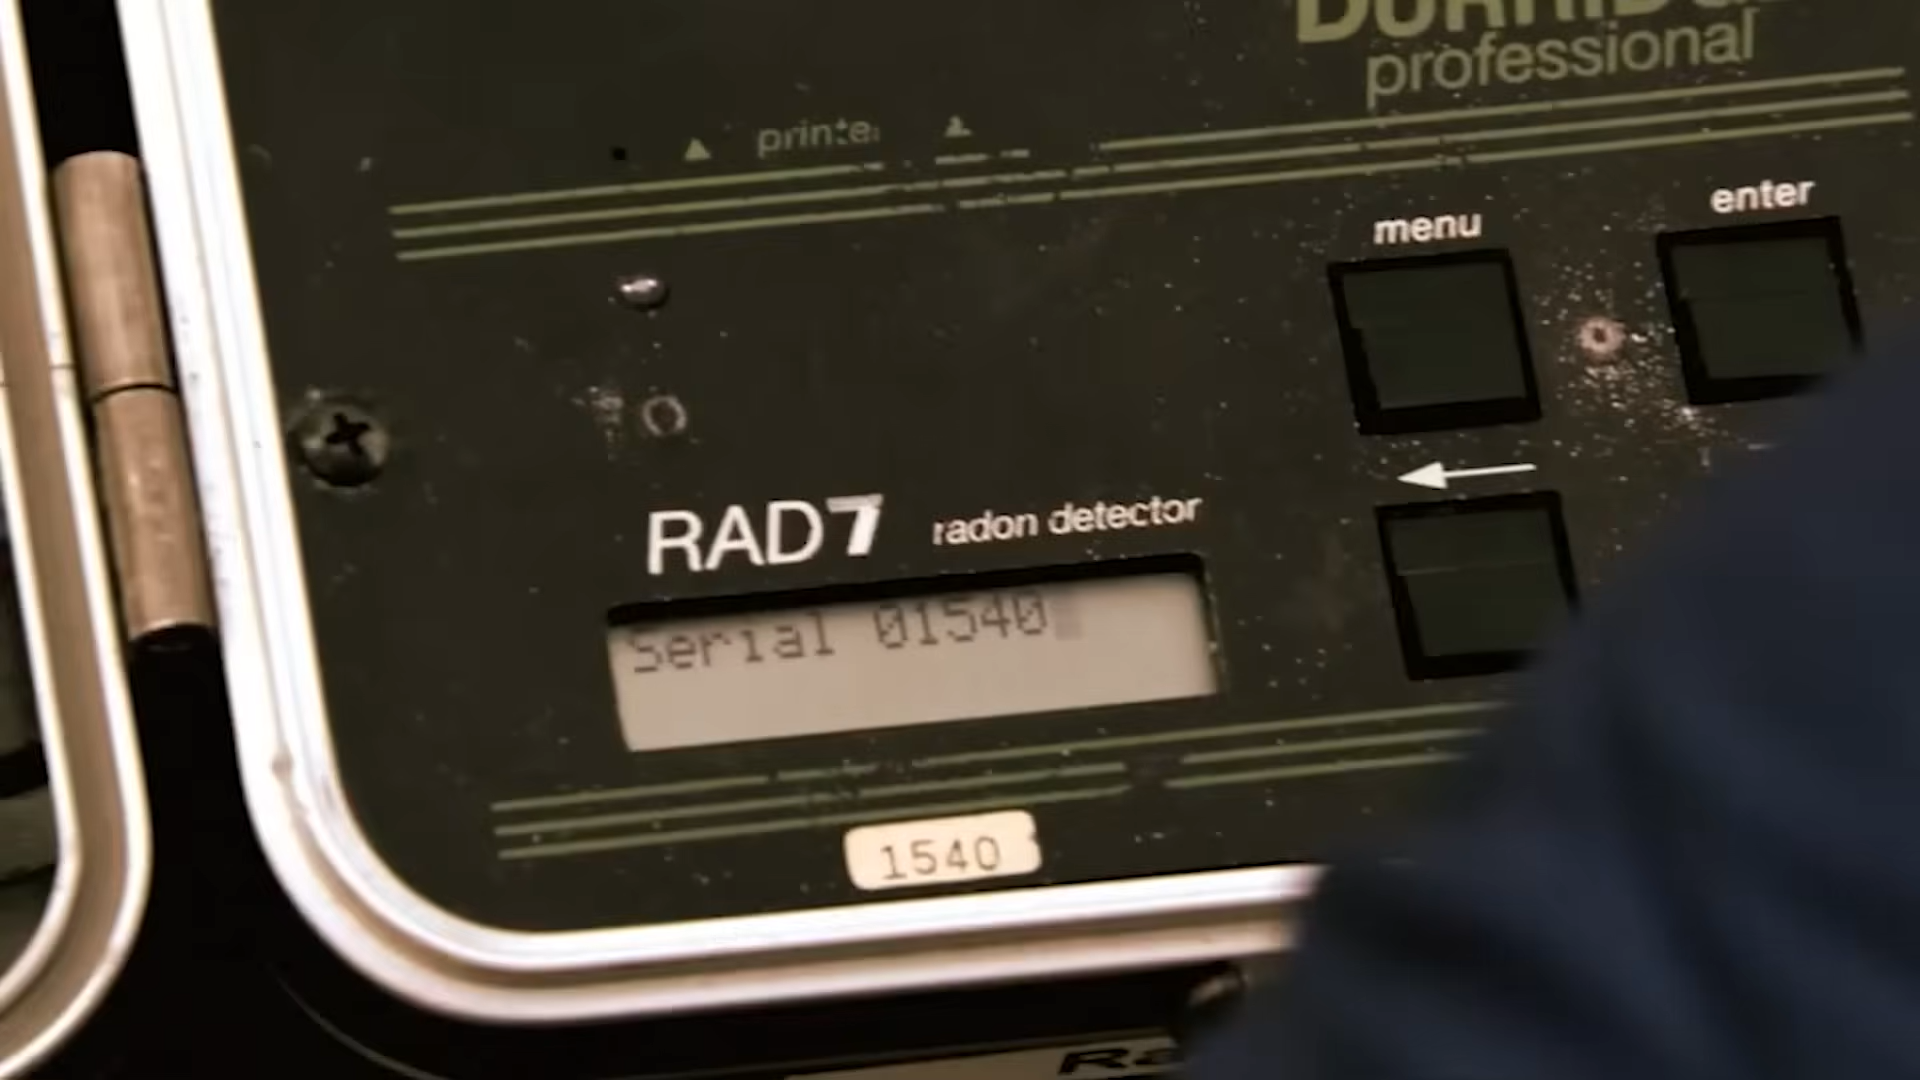 professional
printer
enter
menu
RAD7 radon detector
Serial 01540
1540